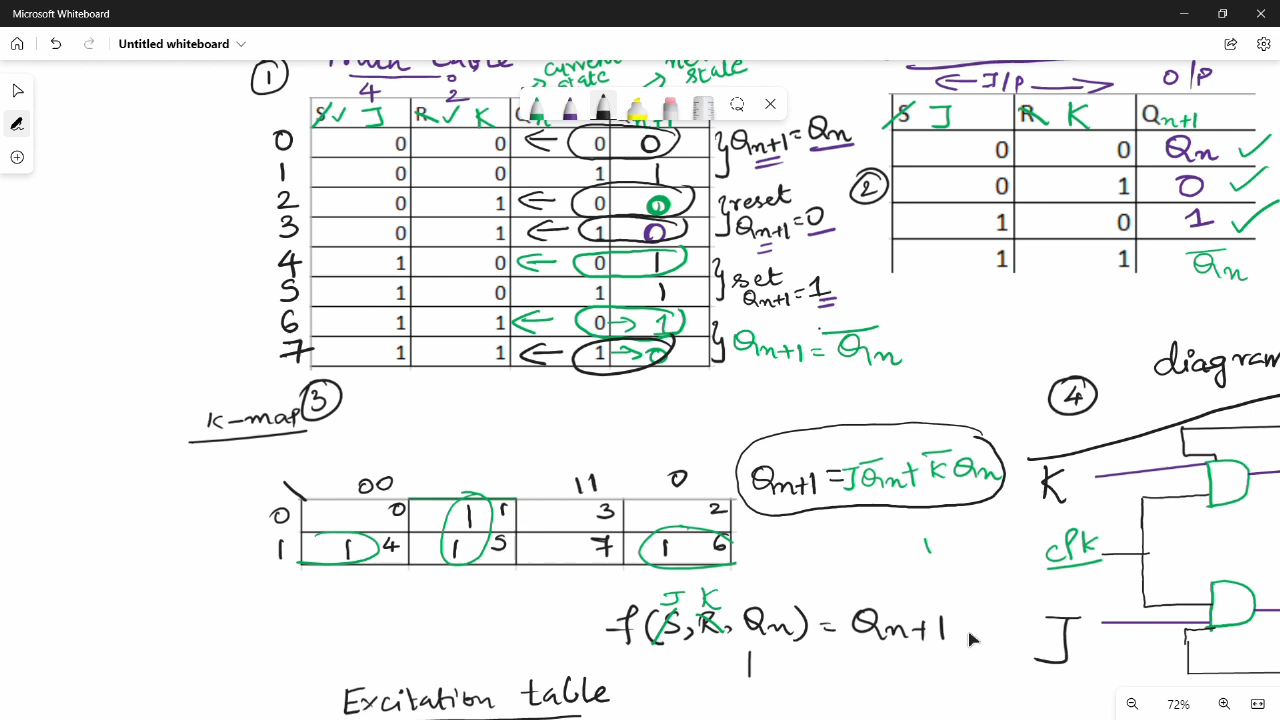 Microsoft Whiteboard
Untitled whiteboard
1
4
0
2
current state
state
S J R K
0 0 0 0 0
1 0 0 1 1
2 0 1 0 0
3 0 1 1 0
4 1 0 0 1
5 1 0 1 1
6 1 1 0 → 1
7 1 1 1 → 0
Qn+1 = Qn
reset
Qn+1 = 0
set
Qn+1 = 1
Qn+1 = Q̅n
← I/P → O/P
2
S J R K Qn+1
0 0 Qn ✓
0 1 0 ✓
1 0 1 ✓
1 1 Q̅n
K-map 3
00 11 0
0 0 1 1 3 2
1 1 4 1 5 7 1 6
Qn+1 = JQ̅n + K̅Qn
1
f(S, R, Qn) = Qn+1
J K
1
Excitation table
4 diagram
K
clk
J
72%